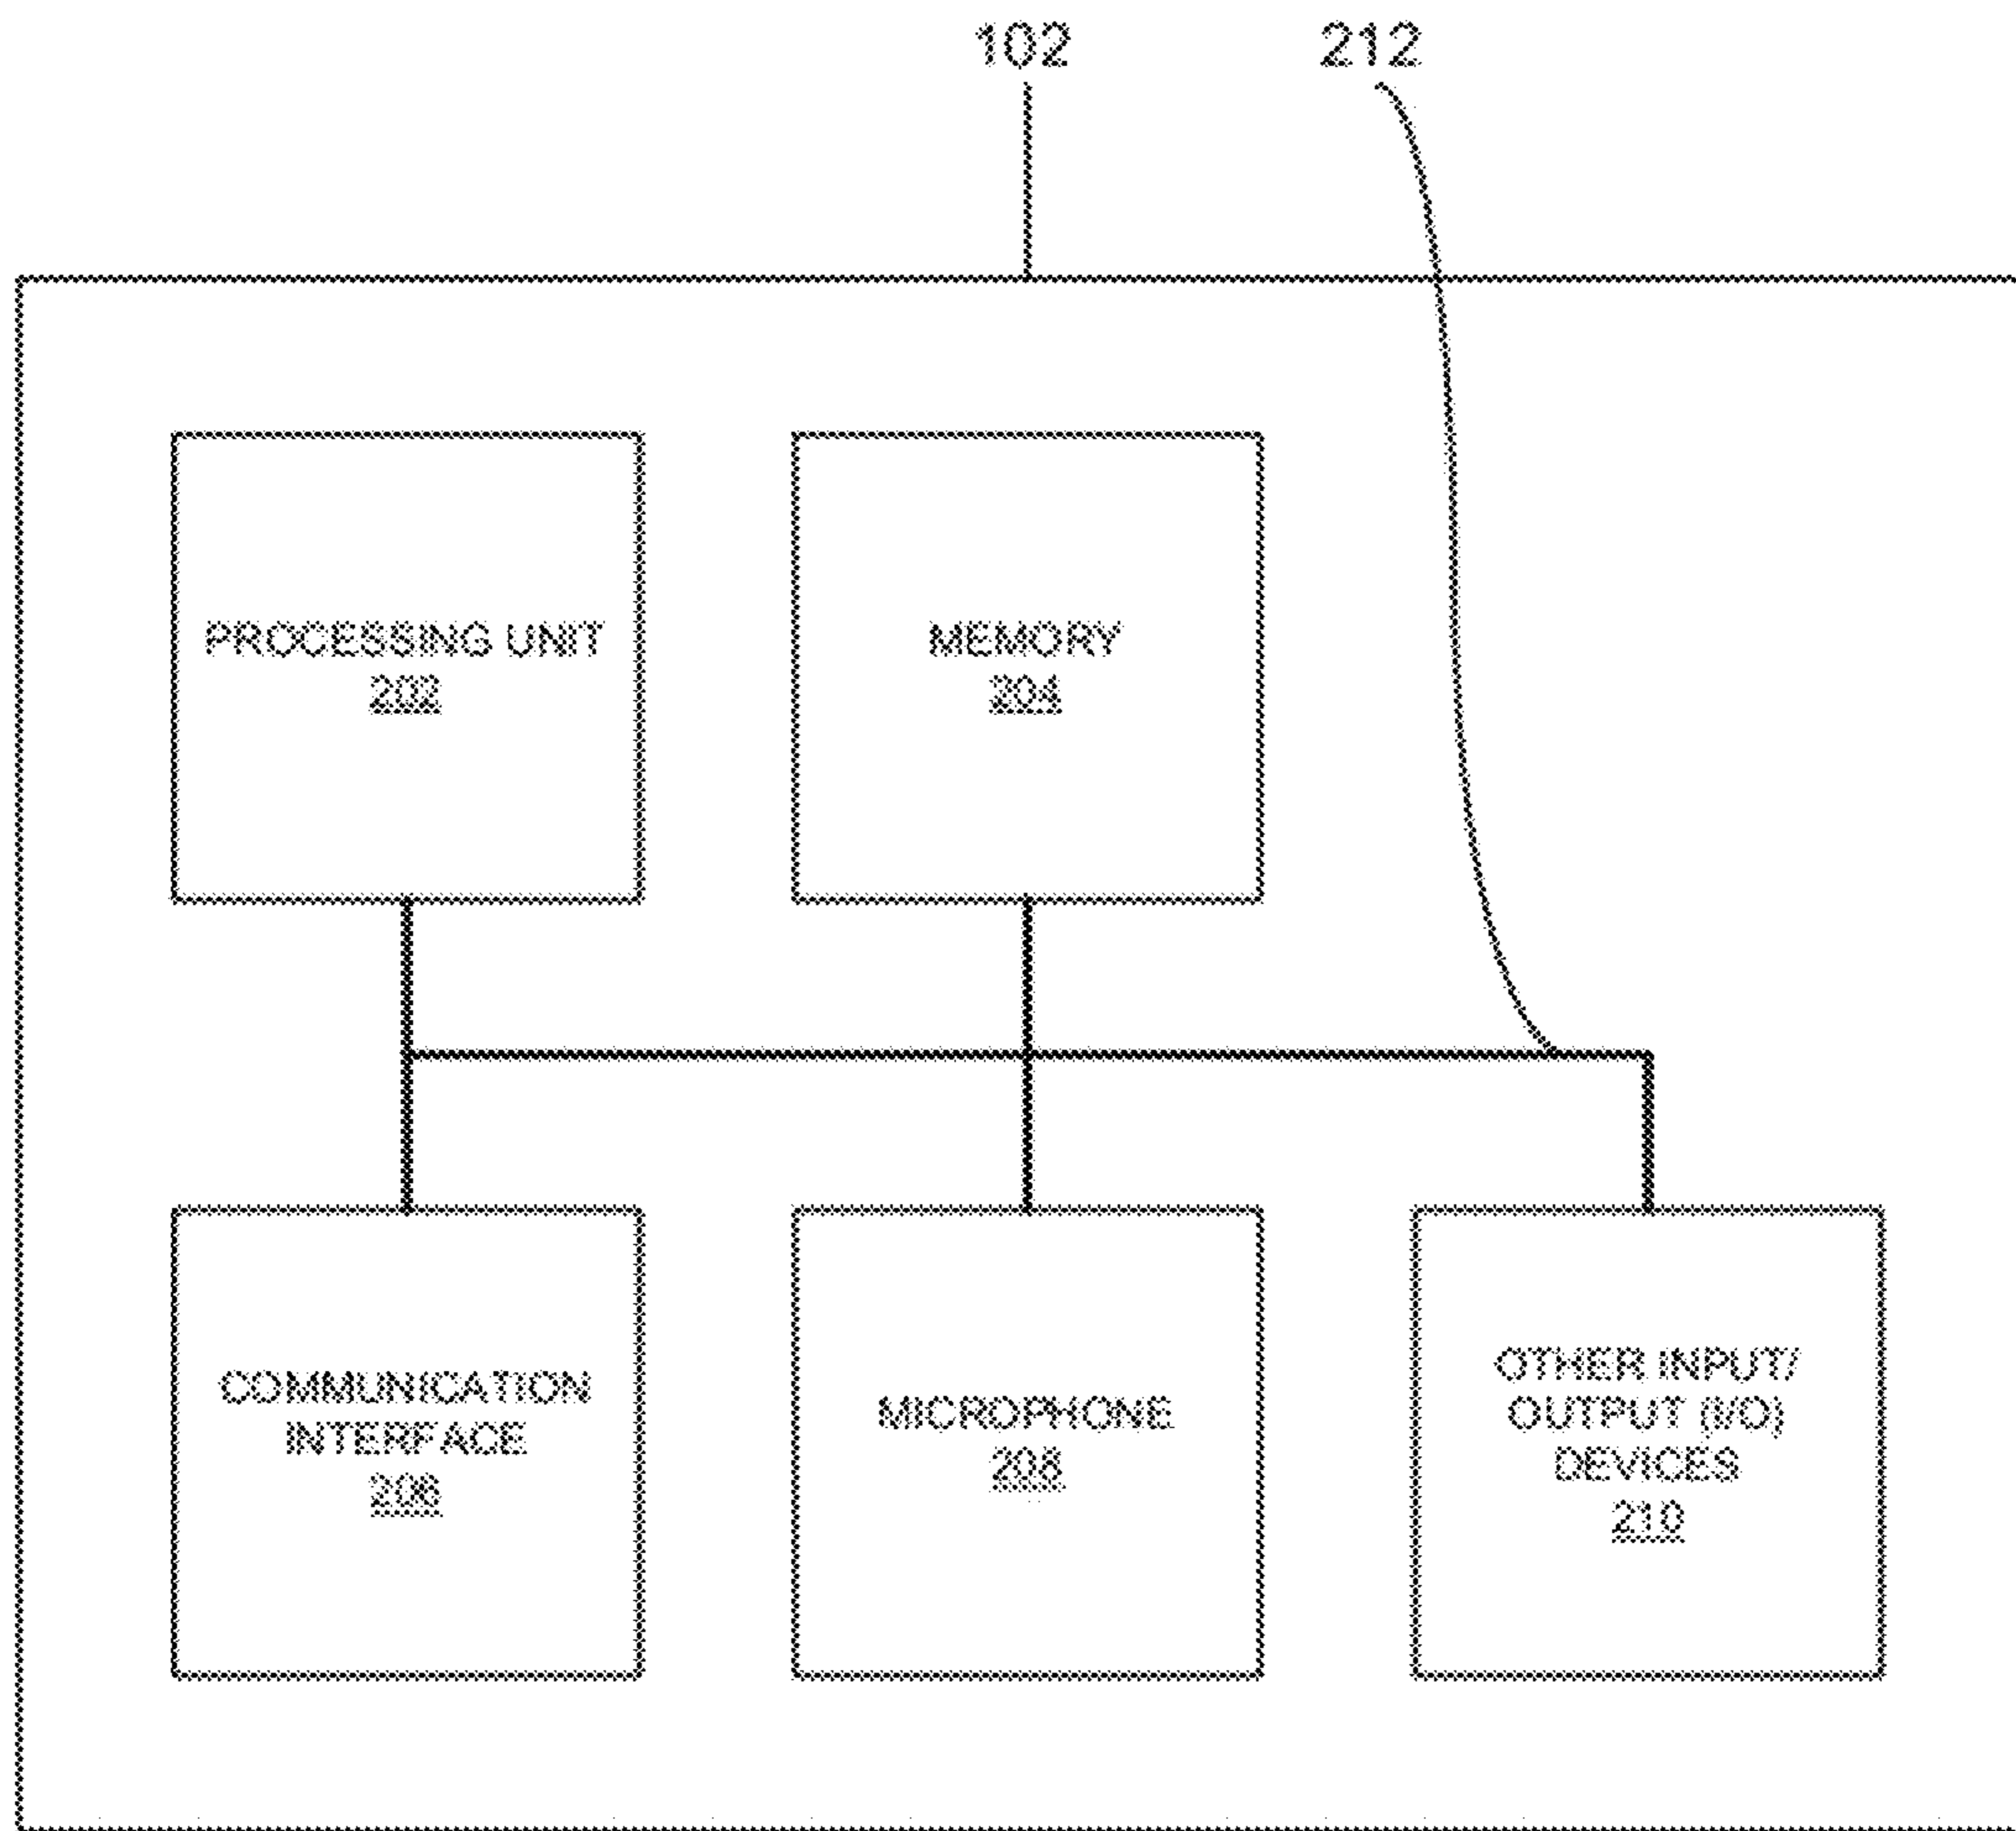 102
212
PROCESSING UNIT
202
MEMORY
204
COMMUNICATION
INTERFACE
206
MICROPHONE
208
OTHER INPUT/
OUTPUT (I/O)
DEVICES
210